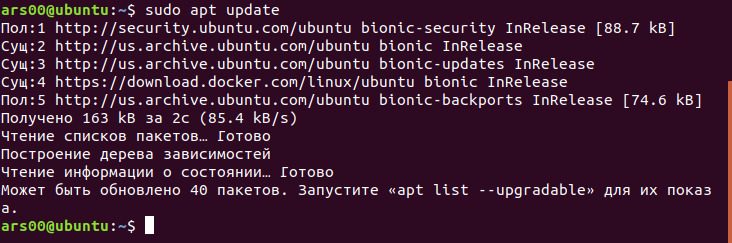 ars00@ubuntu:~$ sudo apt update
Пол:1 http://security.ubuntu.com/ubuntu bionic-security InRelease [88.7 kB]
Сущ:2 http://us.archive.ubuntu.com/ubuntu bionic InRelease
Сущ:3 http://us.archive.ubuntu.com/ubuntu bionic-updates InRelease
Сущ:4 https://download.docker.com/linux/ubuntu bionic InRelease
Пол:5 http://us.archive.ubuntu.com/ubuntu bionic-backports InRelease [74.6 kB]
Получено 163 kB за 2с (85.4 kB/s)
Чтение списков пакетов… Готово
Построение дерева зависимостей
Чтение информации о состоянии… Готово
Может быть обновлено 40 пакетов. Запустите «apt list --upgradable» для их показ
а.
ars00@ubuntu:~$